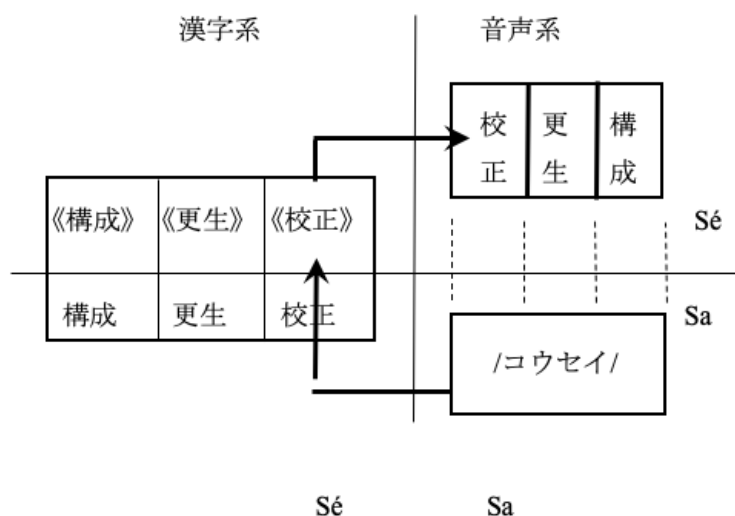 漢字系
音声系
校正
更生
構成
《構成》
《更生》
《校正》
Sé
構成
更生
校正
Sa
/コウセイ/
Sé
Sa